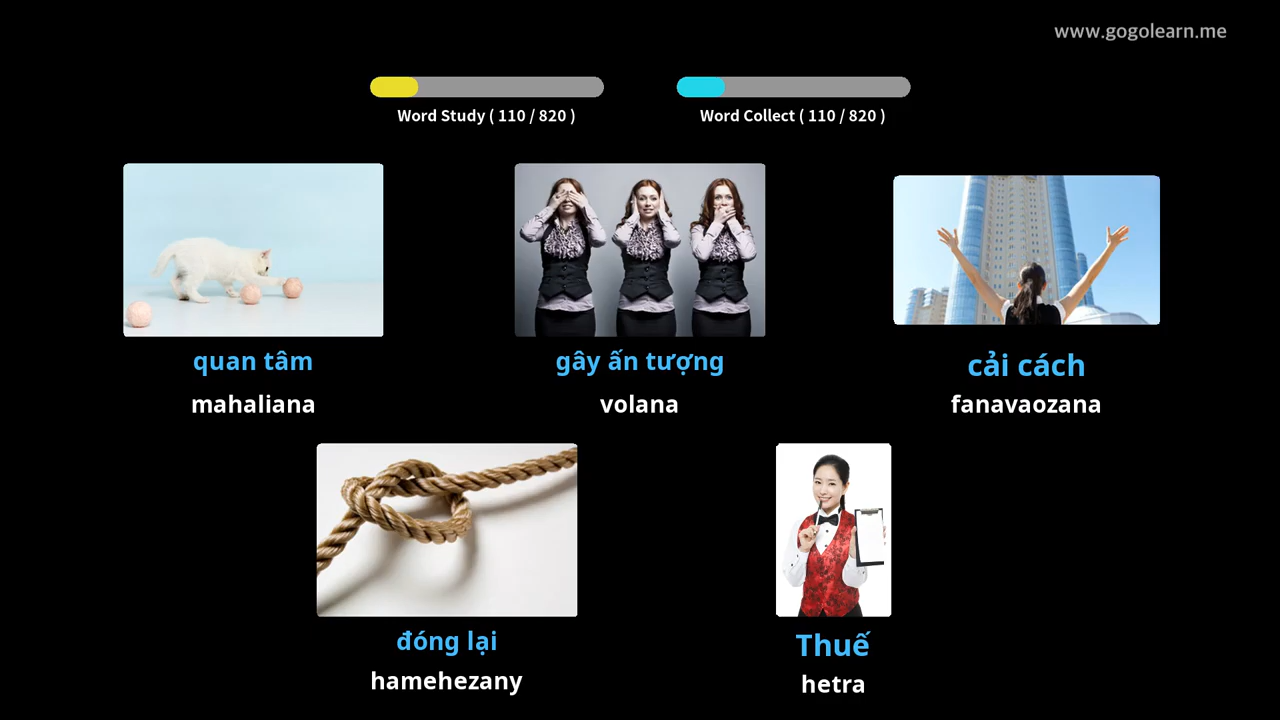 www.gogolearn.me
Word Study ( 110 / 820 )
Word Collect ( 110 / 820 )
quan tâm
mahaliana
gây ấn tượng
volana
cải cách
fanavaozana
đóng lại
hamehezany
Thuế
hetra